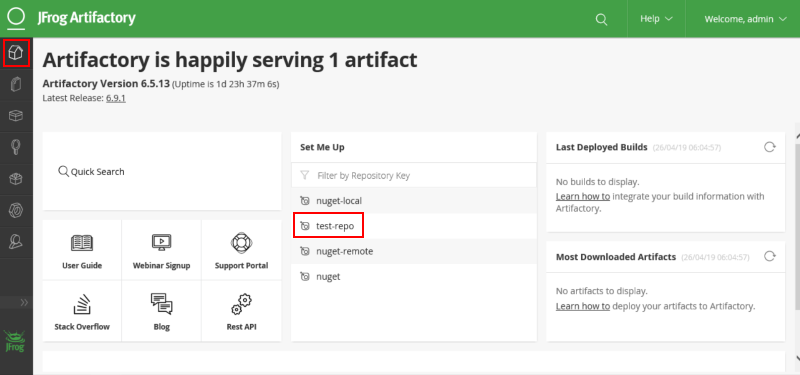 JFrog Artifactory
Help
Welcome, admin
Artifactory is happily serving 1 artifact
Artifactory Version 6.5.13 (Uptime is 1d 23h 37m 6s)
Latest Release: 6.9.1
Quick Search
User Guide
Webinar Signup
Support Portal
Stack Overflow
Blog
Rest API
Set Me Up
Filter by Repository Key
nuget-local
test-repo
nuget-remote
nuget
Last Deployed Builds (26/04/19 06:04:57)
No builds to display.
Learn how to integrate your build information with
Artifactory.
Most Downloaded Artifacts (26/04/19 06:04:57)
No artifacts to display.
Learn how to deploy your artifacts to Artifactory.
JFrog